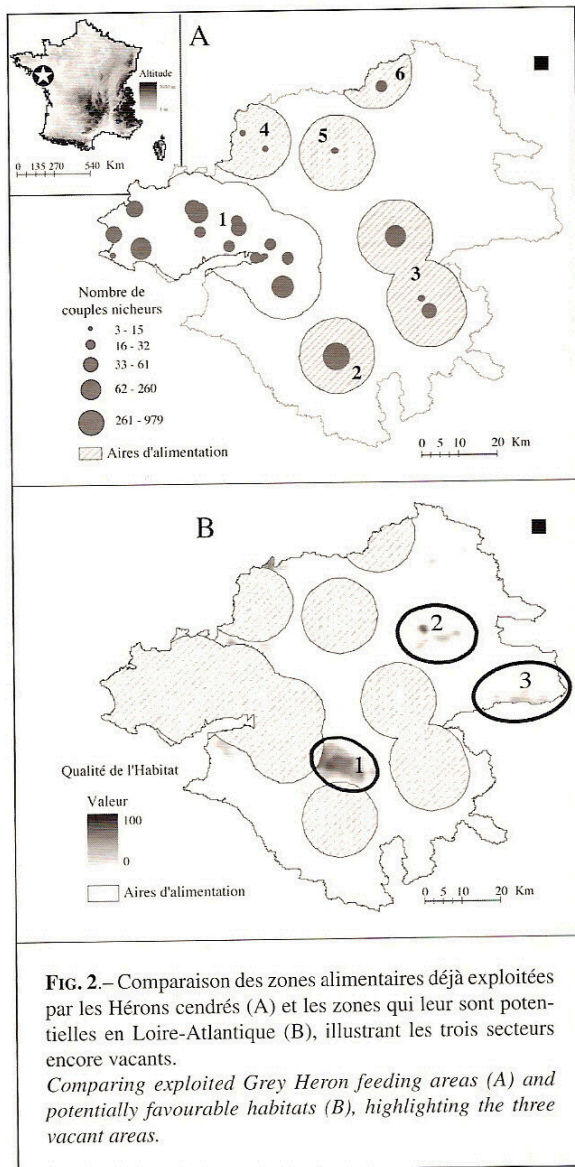 A
Altitude
0 135 270 540 Km
6
4
5
1
3
2
Nombre de
couples nicheurs
3 - 15
16 - 32
33 - 61
62 - 260
261 - 979
Aires d'alimentation
0 5 10 20 Km
B
2
3
1
Qualité de l'Habitat
Valeur
100
0
Aires d'alimentation
0 5 10 20 Km
FIG. 2.– Comparaison des zones alimentaires déjà exploitées
par les Hérons cendrés (A) et les zones qui leur sont poten-
tielles en Loire-Atlantique (B), illustrant les trois secteurs
encore vacants.
Comparing exploited Grey Heron feeding areas (A) and
potentially favourable habitats (B), highlighting the three
vacant areas.